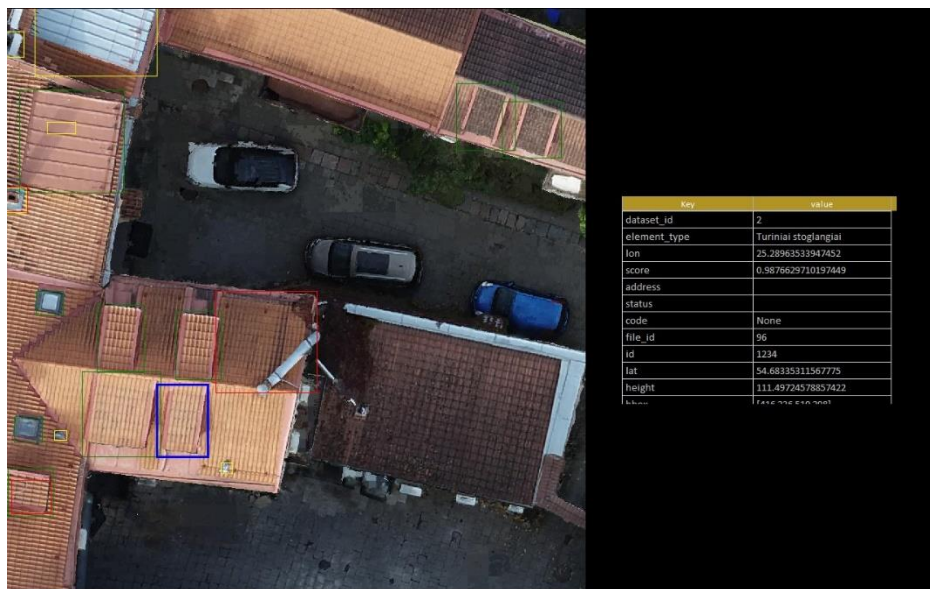 Key value
dataset_id 2
element_type Turiniai stoglangiai
lon 25.28963533947452
score 0.9876629710197449
address
status
code None
file_id 96
id 1234
lat 54.68335311567775
height 111.49724578857422